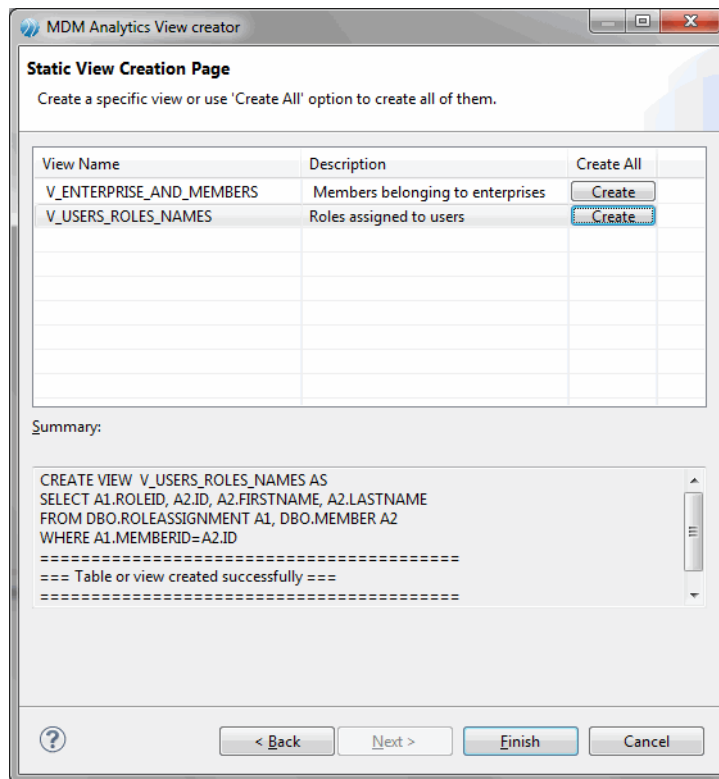 MDM Analytics View creator
Static View Creation Page
Create a specific view or use 'Create All' option to create all of them.
View Name Description Create All
V_ENTERPRISE_AND_MEMBERS Members belonging to enterprises Create
V_USERS_ROLES_NAMES Roles assigned to users Create
Summary:
CREATE VIEW V_USERS_ROLES_NAMES AS
SELECT A1.ROLEID, A2.ID, A2.FIRSTNAME, A2.LASTNAME
FROM DBO.ROLEASSIGNMENT A1, DBO.MEMBER A2
WHERE A1.MEMBERID=A2.ID
==========================================
=== Table or view created successfully ===
==========================================
? < Back Next > Finish Cancel